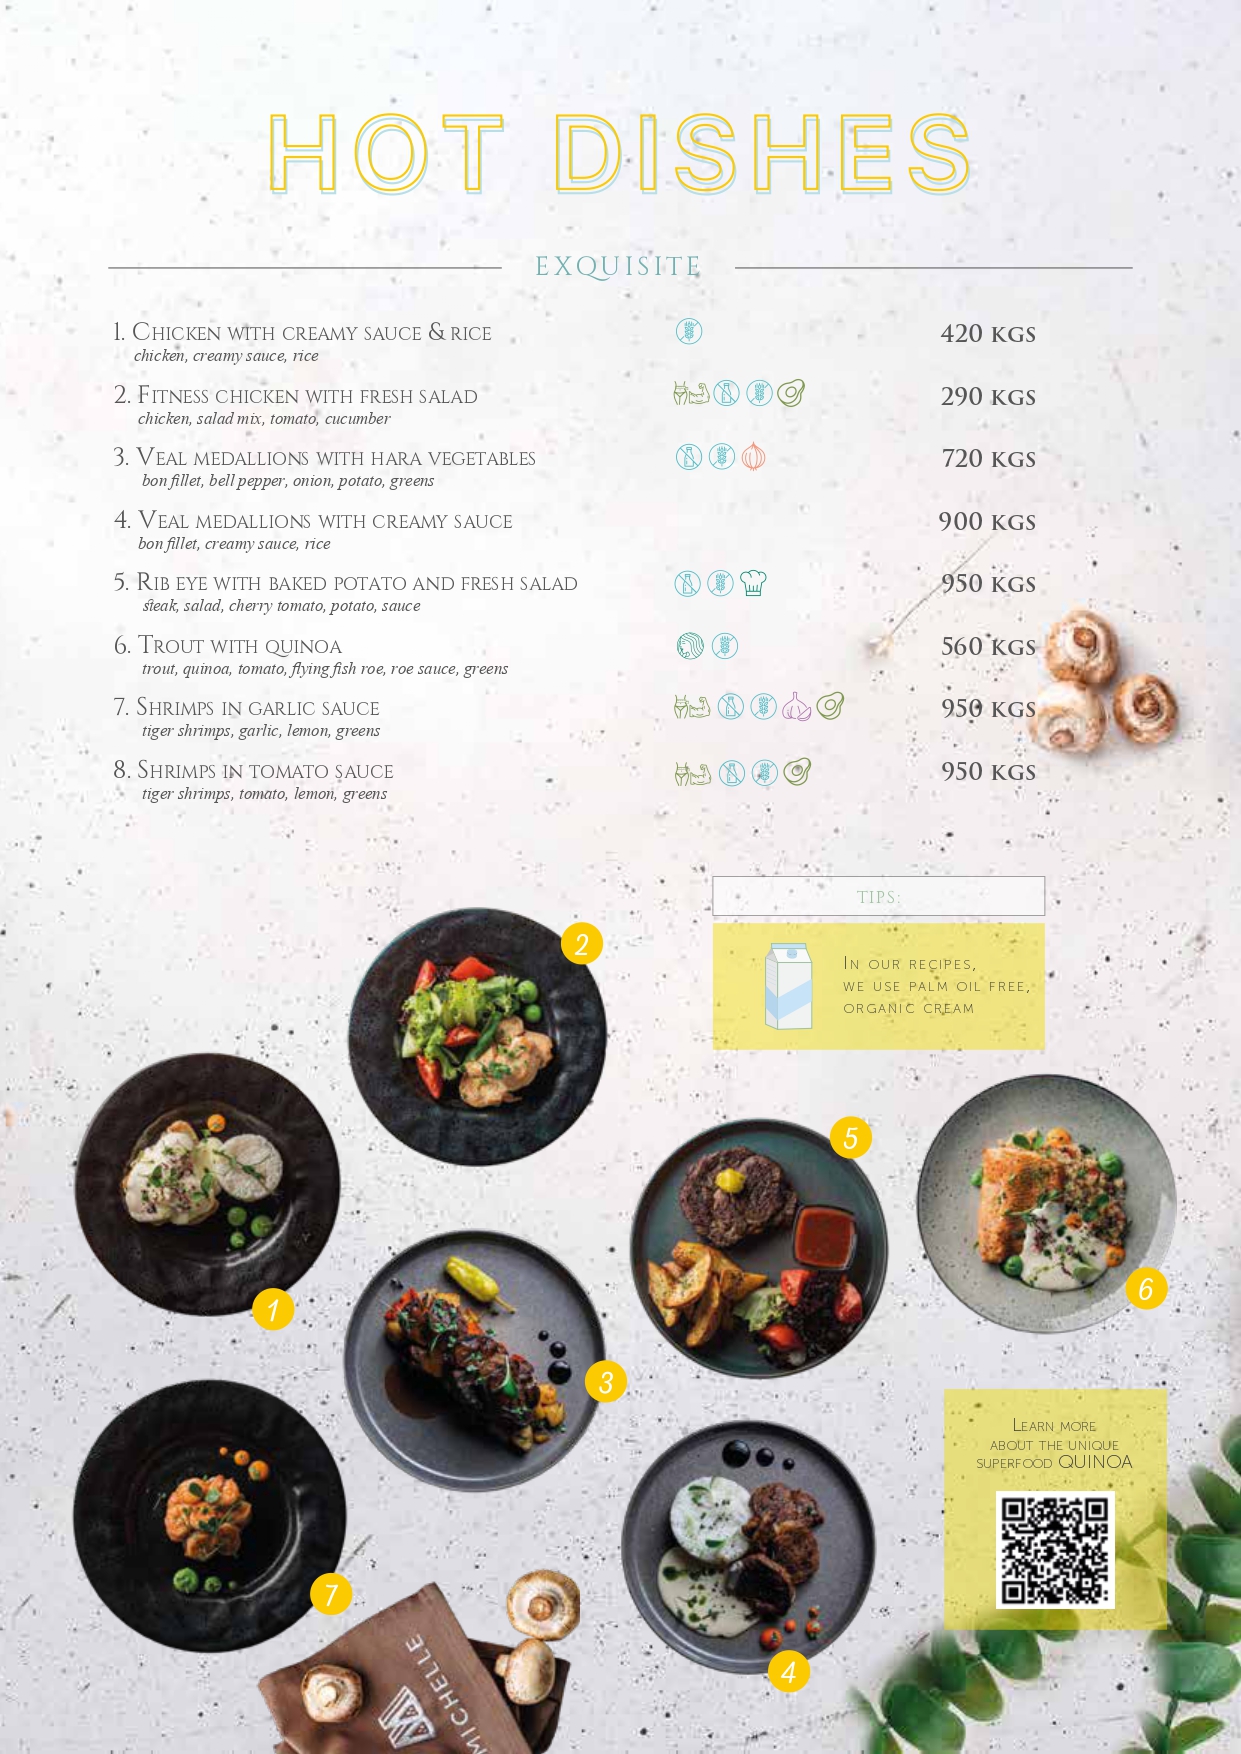 HOT DISHES
EXQUISITE
1. Chicken with creamy sauce & rice 420 KGS
chicken, creamy sauce, rice
2. Fitness chicken with fresh salad 290 KGS
chicken, salad mix, tomato, cucumber
3. Veal medallions with hara vegetables 720 KGS
bon fillet, bell pepper, onion, potato, greens
4. Veal medallions with creamy sauce 900 KGS
bon fillet, creamy sauce, rice
5. Rib eye with baked potato and fresh salad 950 KGS
steak, salad, cherry tomato, potato, sauce
6. Trout with quinoa 560 KGS
trout, quinoa, tomato, flying fish roe, roe sauce, greens
7. Shrimps in garlic sauce 950 KGS
tiger shrimps, garlic, lemon, greens
8. Shrimps in tomato sauce 950 KGS
tiger shrimps, tomato, lemon, greens
TIPS:
In our recipes,
we use palm oil free,
organic cream
2
1
5
6
3
7
4
Learn more
about the unique
superfood QUINOA
MICHELLE